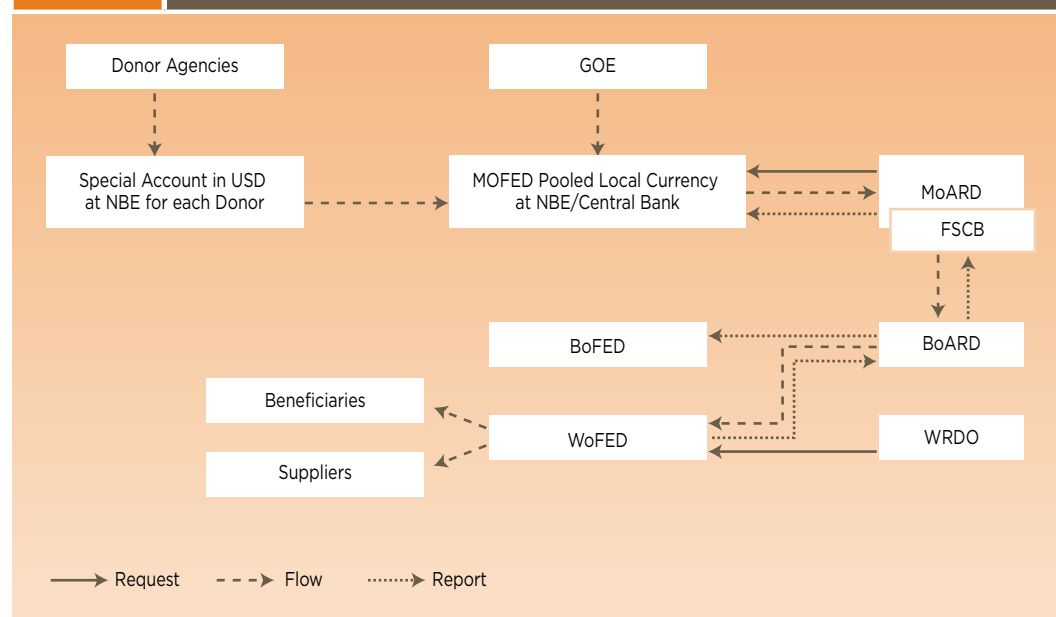 Donor Agencies
GOE
Special Account in USD
at NBE for each Donor
MOFED Pooled Local Currency
at NBE/Central Bank
MoARD
FSCB
BoFED
BoARD
Beneficiaries
WoFED
WRDO
Suppliers
Request
Flow
Report